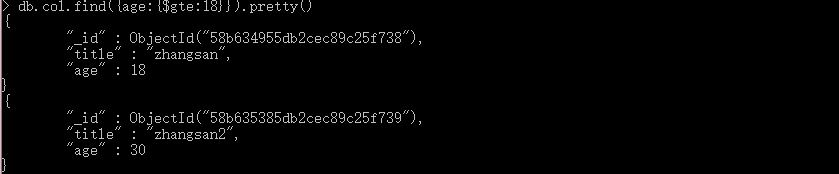 > db.col.find({age:{$gte:18}}).pretty()
{
        "_id" : ObjectId("58b634955db2cec89c25f738"),
        "title" : "zhangsan",
        "age" : 18
}
{
        "_id" : ObjectId("58b635385db2cec89c25f739"),
        "title" : "zhangsan2",
        "age" : 30
}